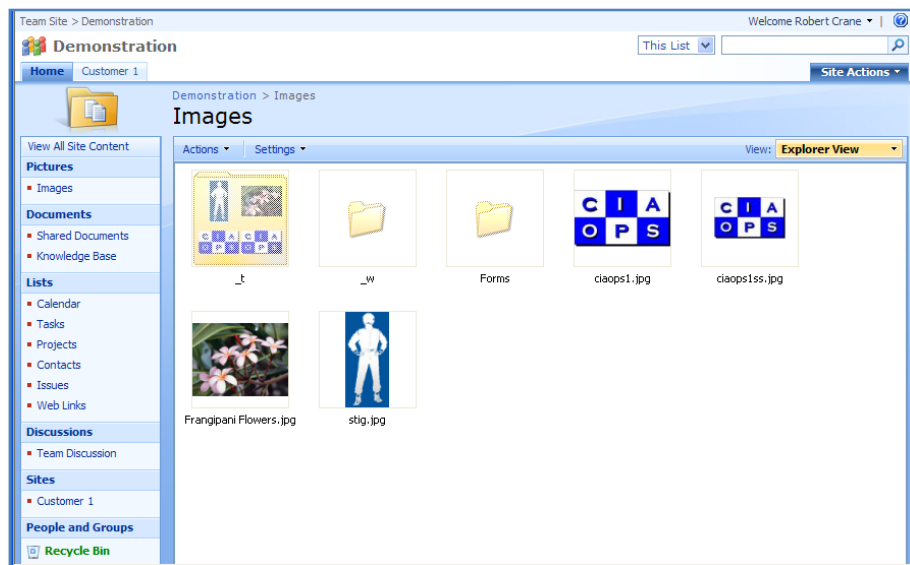 Team Site > Demonstration
Welcome Robert Crane
Demonstration
This List
Home
Customer 1
Site Actions
Demonstration > Images
Images
View All Site Content
Actions
Settings
View: Explorer View
Pictures
Images
Documents
Shared Documents
Knowledge Base
Lists
Calendar
Tasks
Projects
Contacts
Issues
Web Links
Discussions
Team Discussion
Sites
Customer 1
People and Groups
Recycle Bin
C I A C I A
O P S O P S
C I A
O P S
C I A
O P S
_t
_w
Forms
ciaops1.jpg
ciaops1ss.jpg
Frangipani Flowers.jpg
stig.jpg